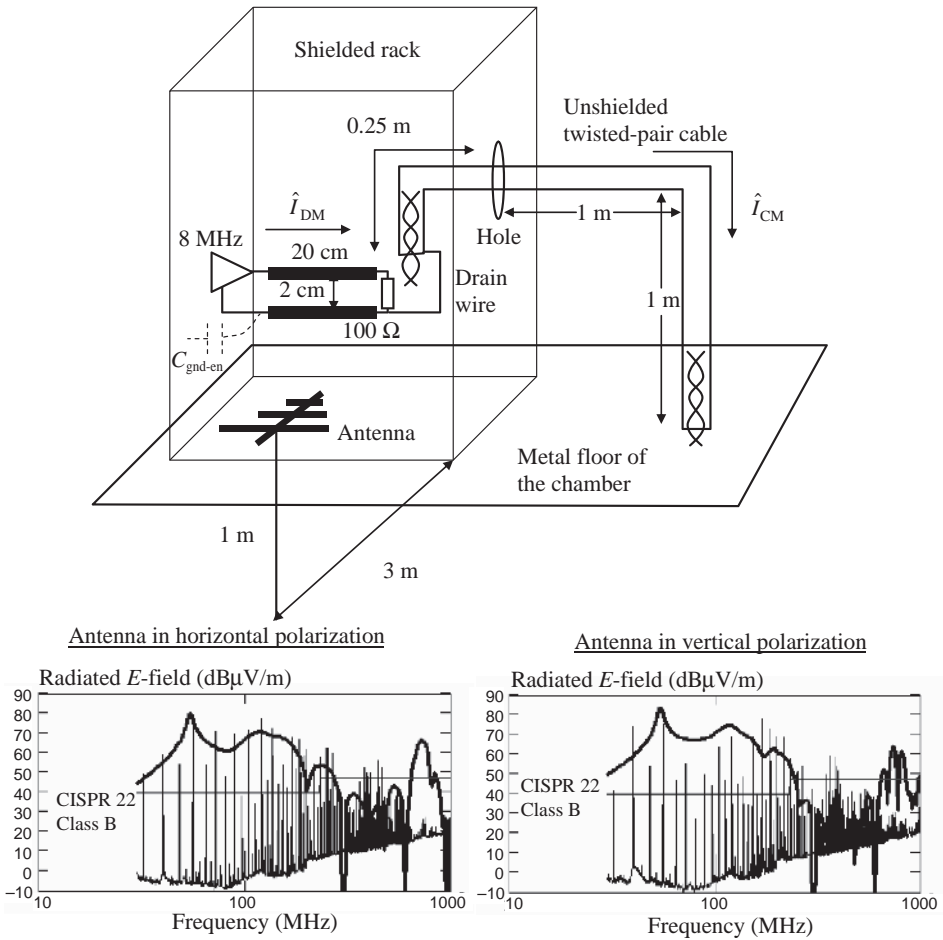 Shielded rack
0.25 m
Unshielded
twisted-pair cable
Î_DM
1 m
Î_CM
8 MHz
20 cm
Hole
2 cm
Drain
wire
1 m
100 Ω
C_gnd-en
Antenna
Metal floor of
the chamber
1 m
3 m
Antenna in horizontal polarization
Radiated E-field (dBμV/m)
90
80
70
60
50
40
30
20
10
0
−10
CISPR 22
Class B
10
100
1000
Frequency (MHz)
Antenna in vertical polarization
Radiated E-field (dBμV/m)
90
80
70
60
50
40
30
20
10
0
−10
CISPR 22
Class B
10
100
1000
Frequency (MHz)